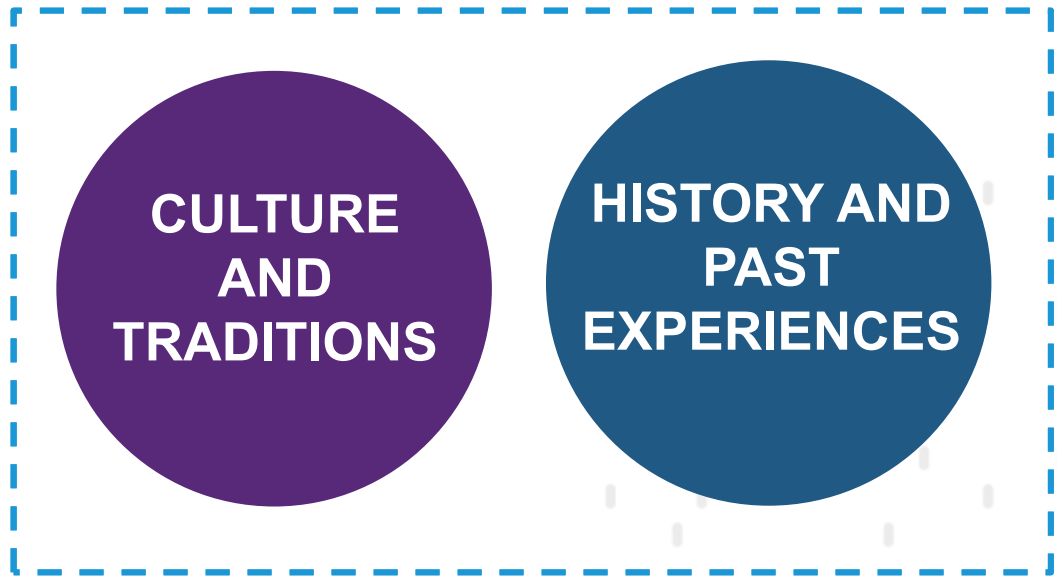 CULTURE
AND
TRADITIONS
HISTORY AND
PAST
EXPERIENCES